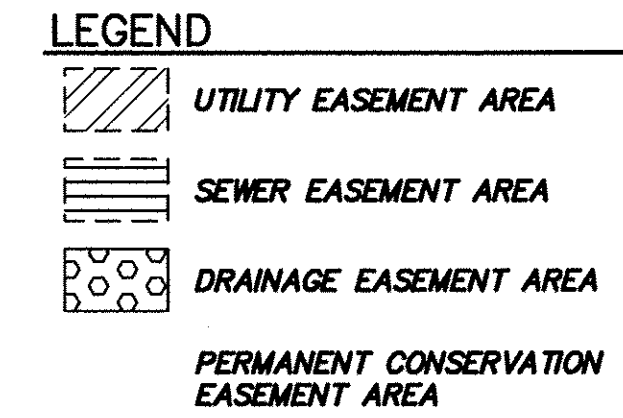 LEGEND
UTILITY EASEMENT AREA
SEWER EASEMENT AREA
DRAINAGE EASEMENT AREA
PERMANENT CONSERVATION
EASEMENT AREA